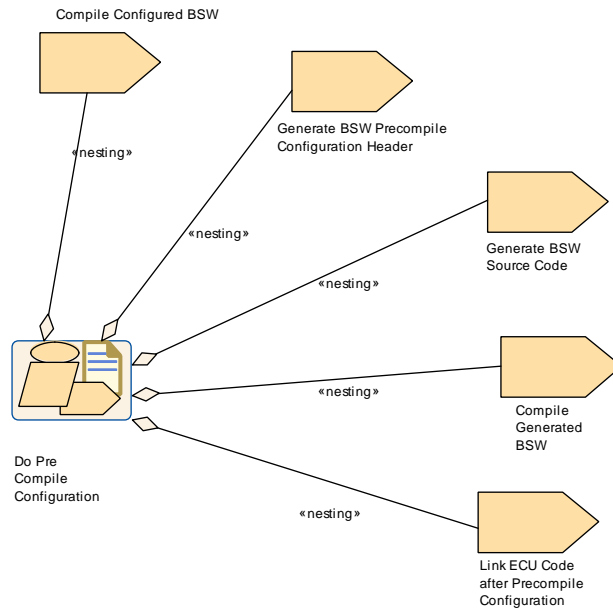 Compile Configured BSW
«nesting»
Generate BSW Precompile
Configuration Header
«nesting»
Generate BSW
Source Code
«nesting»
Compile
Generated
BSW
«nesting»
Do Pre
Compile
Configuration
«nesting»
Link ECU Code
after Precompile
Configuration